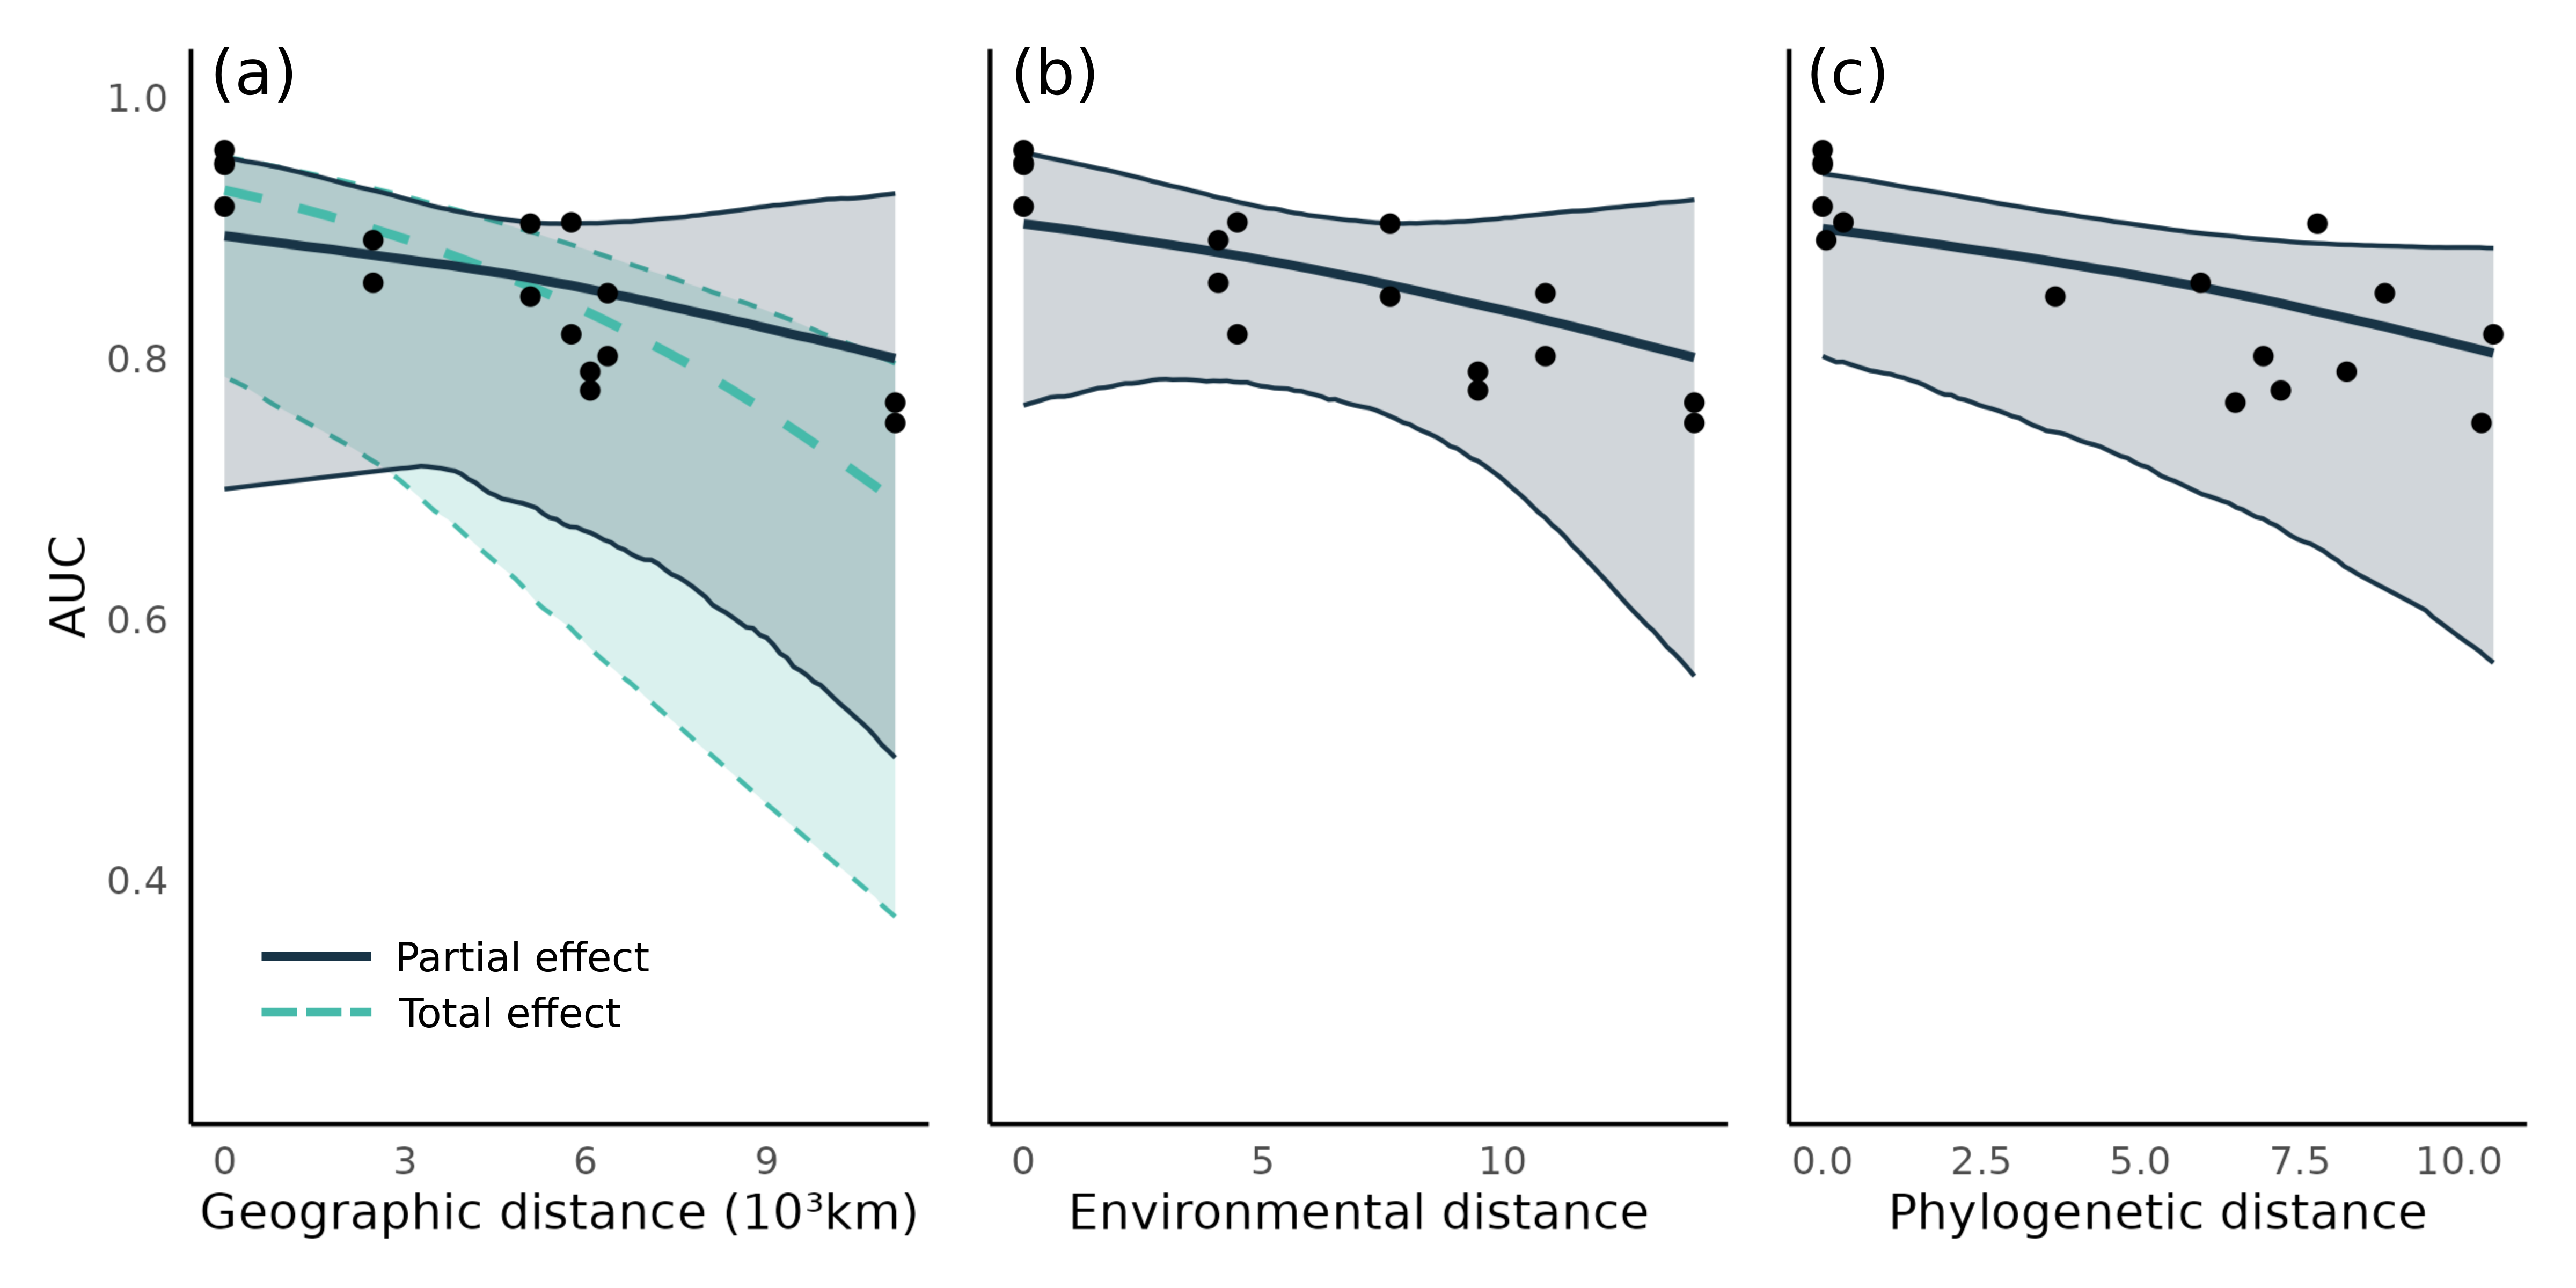 (a) (b) (c)
1.0
0.8
0.6
0.4
AUC
Partial effect
Total effect
0 3 6 9 0 5 10 0.0 2.5 5.0 7.5 10.0
Geographic distance (10³km) Environmental distance Phylogenetic distance